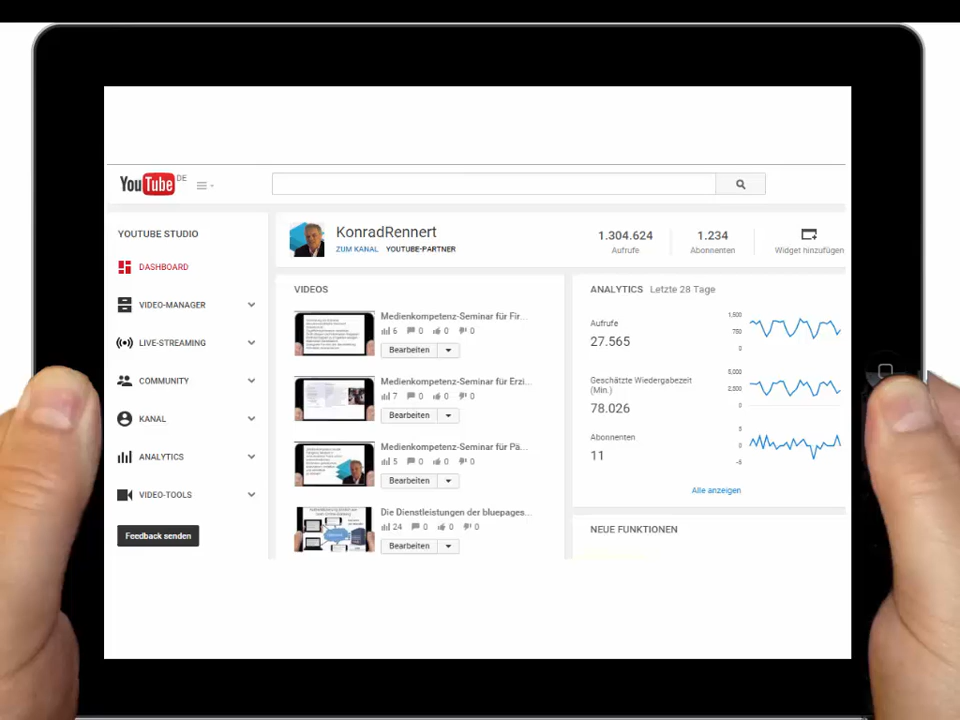 YouTube DE
YOUTUBE STUDIO
DASHBOARD
VIDEO-MANAGER
LIVE-STREAMING
COMMUNITY
KANAL
ANALYTICS
VIDEO-TOOLS
Feedback senden
KonradRennert
ZUM KANAL YOUTUBE-PARTNER
1.304.624
Aufrufe
1.234
Abonnenten
Widget hinzufügen
VIDEOS
Medienkompetenz-Seminar für Fir...
6 0 0 0
Bearbeiten
Medienkompetenz-Seminar für Erzi...
7 0 0 0
Bearbeiten
Medienkompetenz-Seminar für Pä...
5 0 0 0
Bearbeiten
Die Dienstleistungen der bluepages...
24 0 0 0
Bearbeiten
ANALYTICS Letzte 28 Tage
Aufrufe
27.565
1,500
750
0
Geschätzte Wiedergabezeit
(Min.)
78.026
5,000
2,500
0
Abonnenten
11
5
0
-5
Alle anzeigen
NEUE FUNKTIONEN